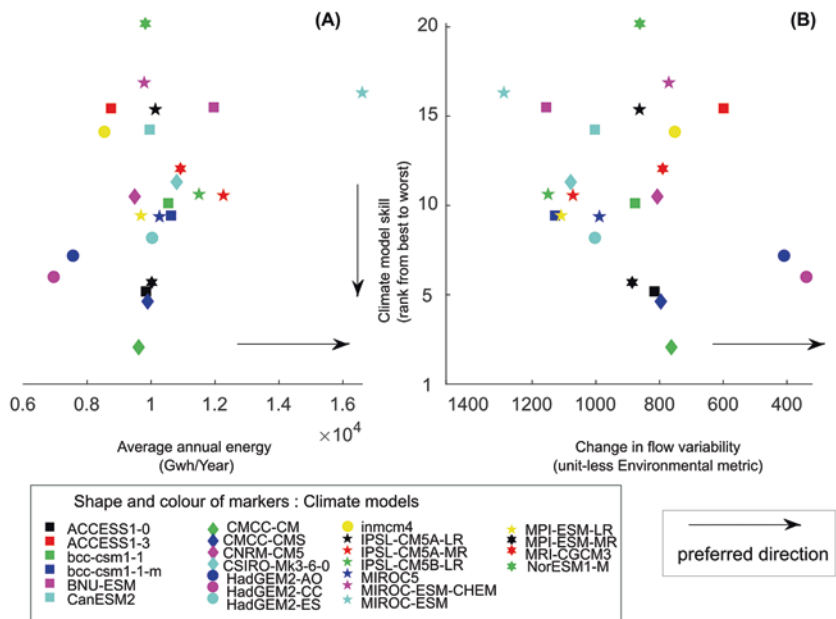 (A)
(B)
20
15
10
5
1
Climate model skill
(rank from best to worst)
0.6 0.8 1 1.2 1.4 1.6
×10^4
1400 1200 1000 800 600 400
Average annual energy
(Gwh/Year)
Change in flow variability
(unit-less Environmental metric)
Shape and colour of markers : Climate models
ACCESS1-0
ACCESS1-3
bcc-csm1-1
bcc-csm1-1-m
BNU-ESM
CanESM2
CMCC-CM
CMCC-CMS
CNRM-CM5
CSIRO-Mk3-6-0
HadGEM2-AO
HadGEM2-CC
HadGEM2-ES
inmcm4
IPSL-CM5A-LR
IPSL-CM5A-MR
IPSL-CM5B-LR
MIROC5
MIROC-ESM-CHEM
MIROC-ESM
MPI-ESM-LR
MPI-ESM-MR
MRI-CGCM3
NorESM1-M
preferred direction